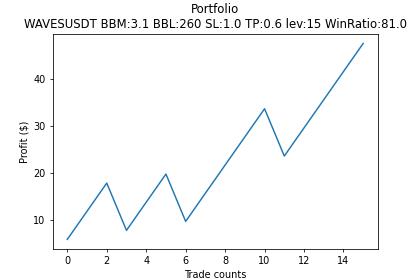 Portfolio
WAVESUSDT BBM:3.1 BBL:260 SL:1.0 TP:0.6 lev:15 WinRatio:81.0
Profit ($)
40
30
20
10
0 2 4 6 8 10 12 14
Trade counts